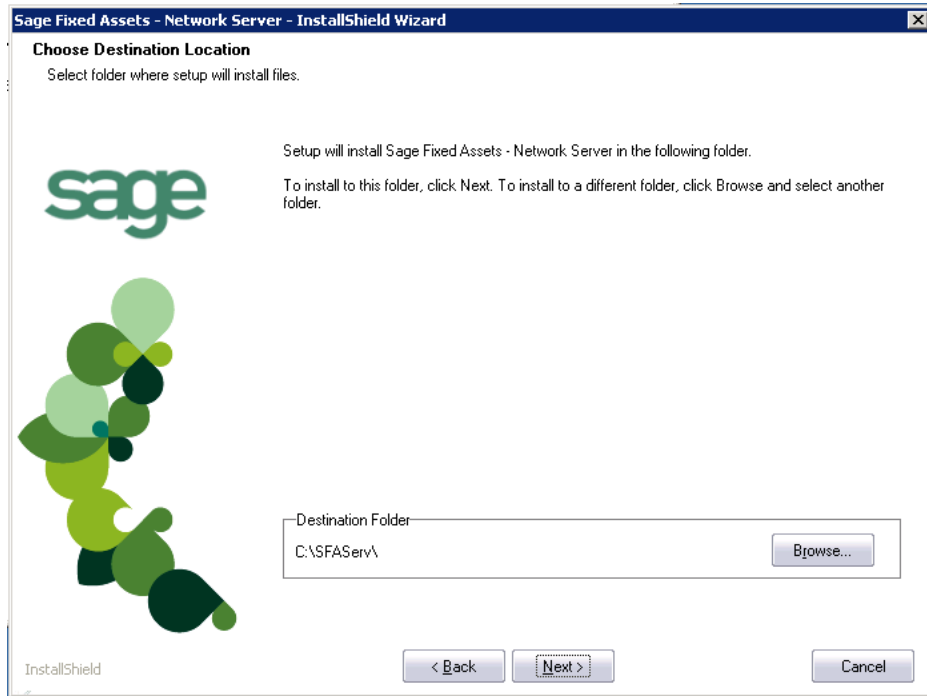 Sage Fixed Assets - Network Server - InstallShield Wizard
Choose Destination Location
Select folder where setup will install files.
sage
Setup will install Sage Fixed Assets - Network Server in the following folder.
To install to this folder, click Next. To install to a different folder, click Browse and select another
folder.
Destination Folder
C:\SFAServ\
Browse...
InstallShield
< Back
Next >
Cancel